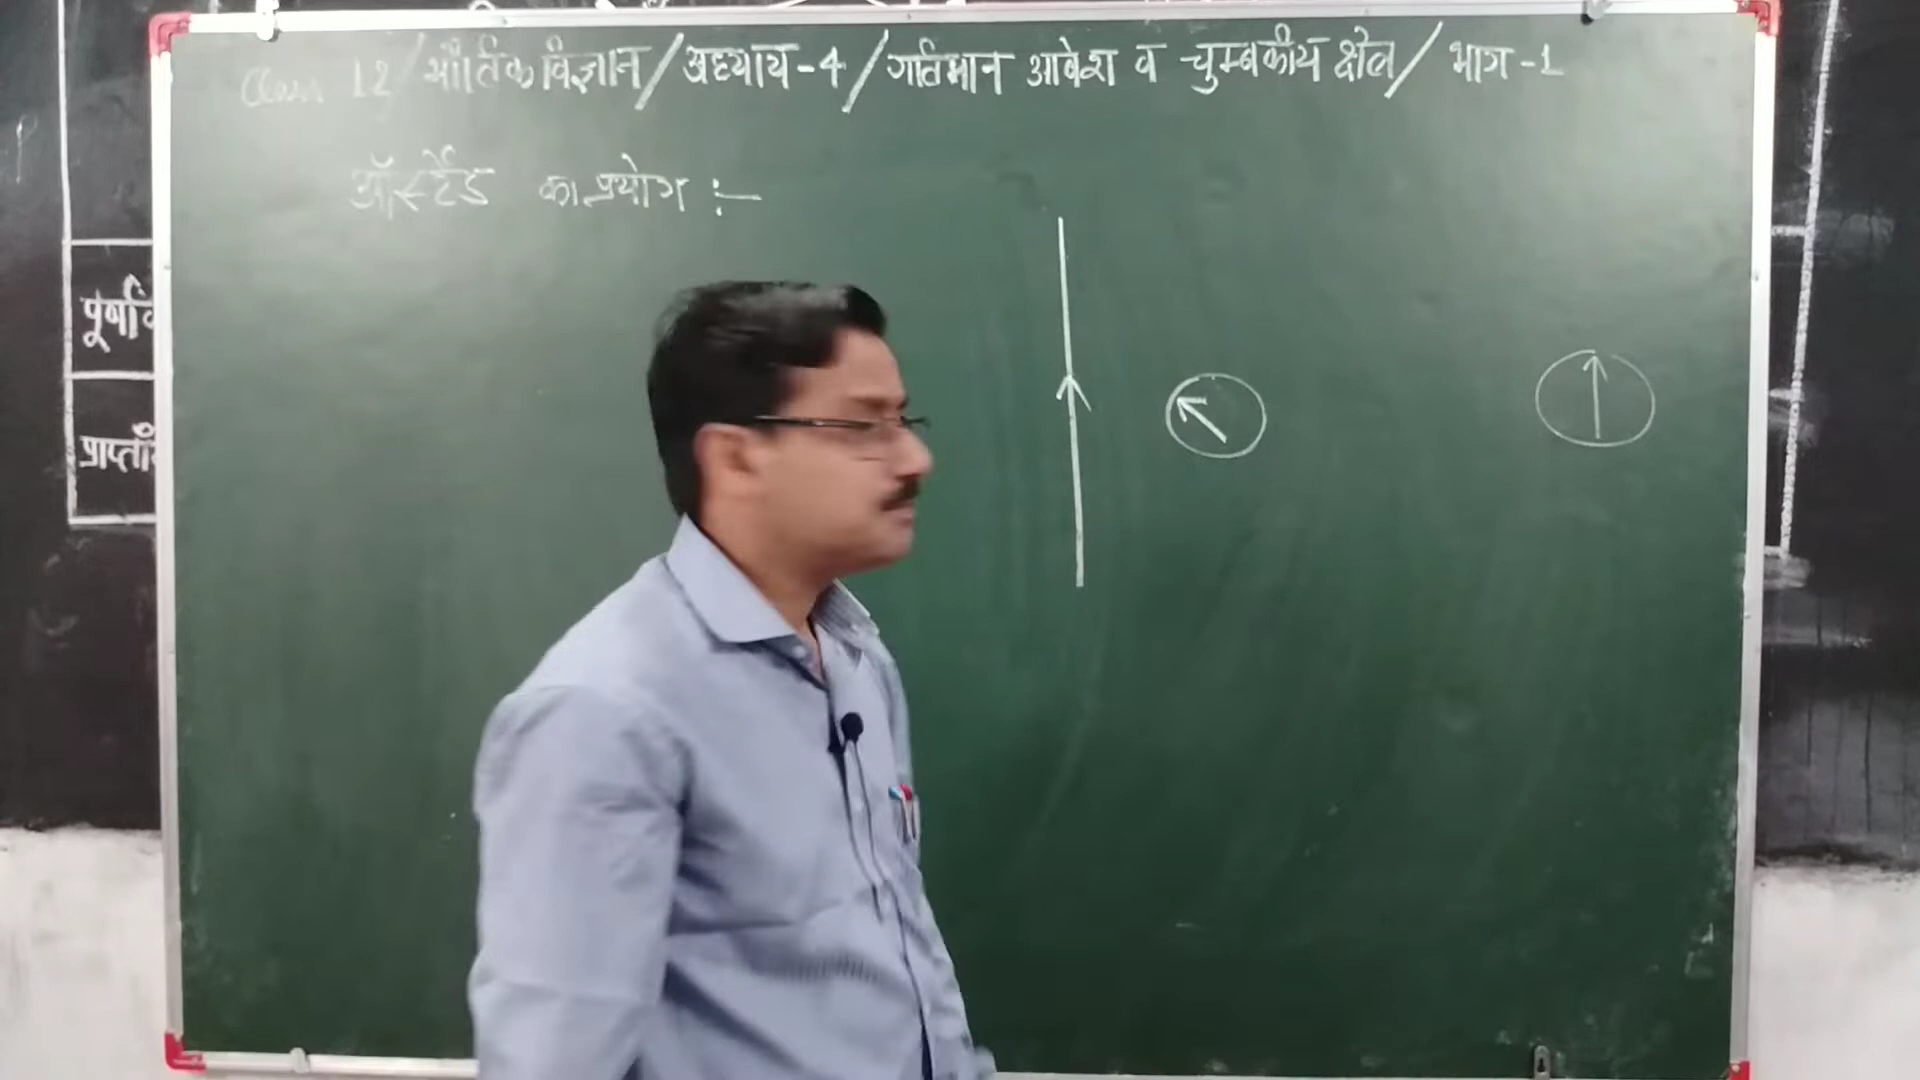 Class 12/भौतिक विज्ञान/अध्याय-4/गतिमान आवेश व चुम्बकीय क्षेत्र/भाग-1
ऑर्स्टेड का प्रयोग :-